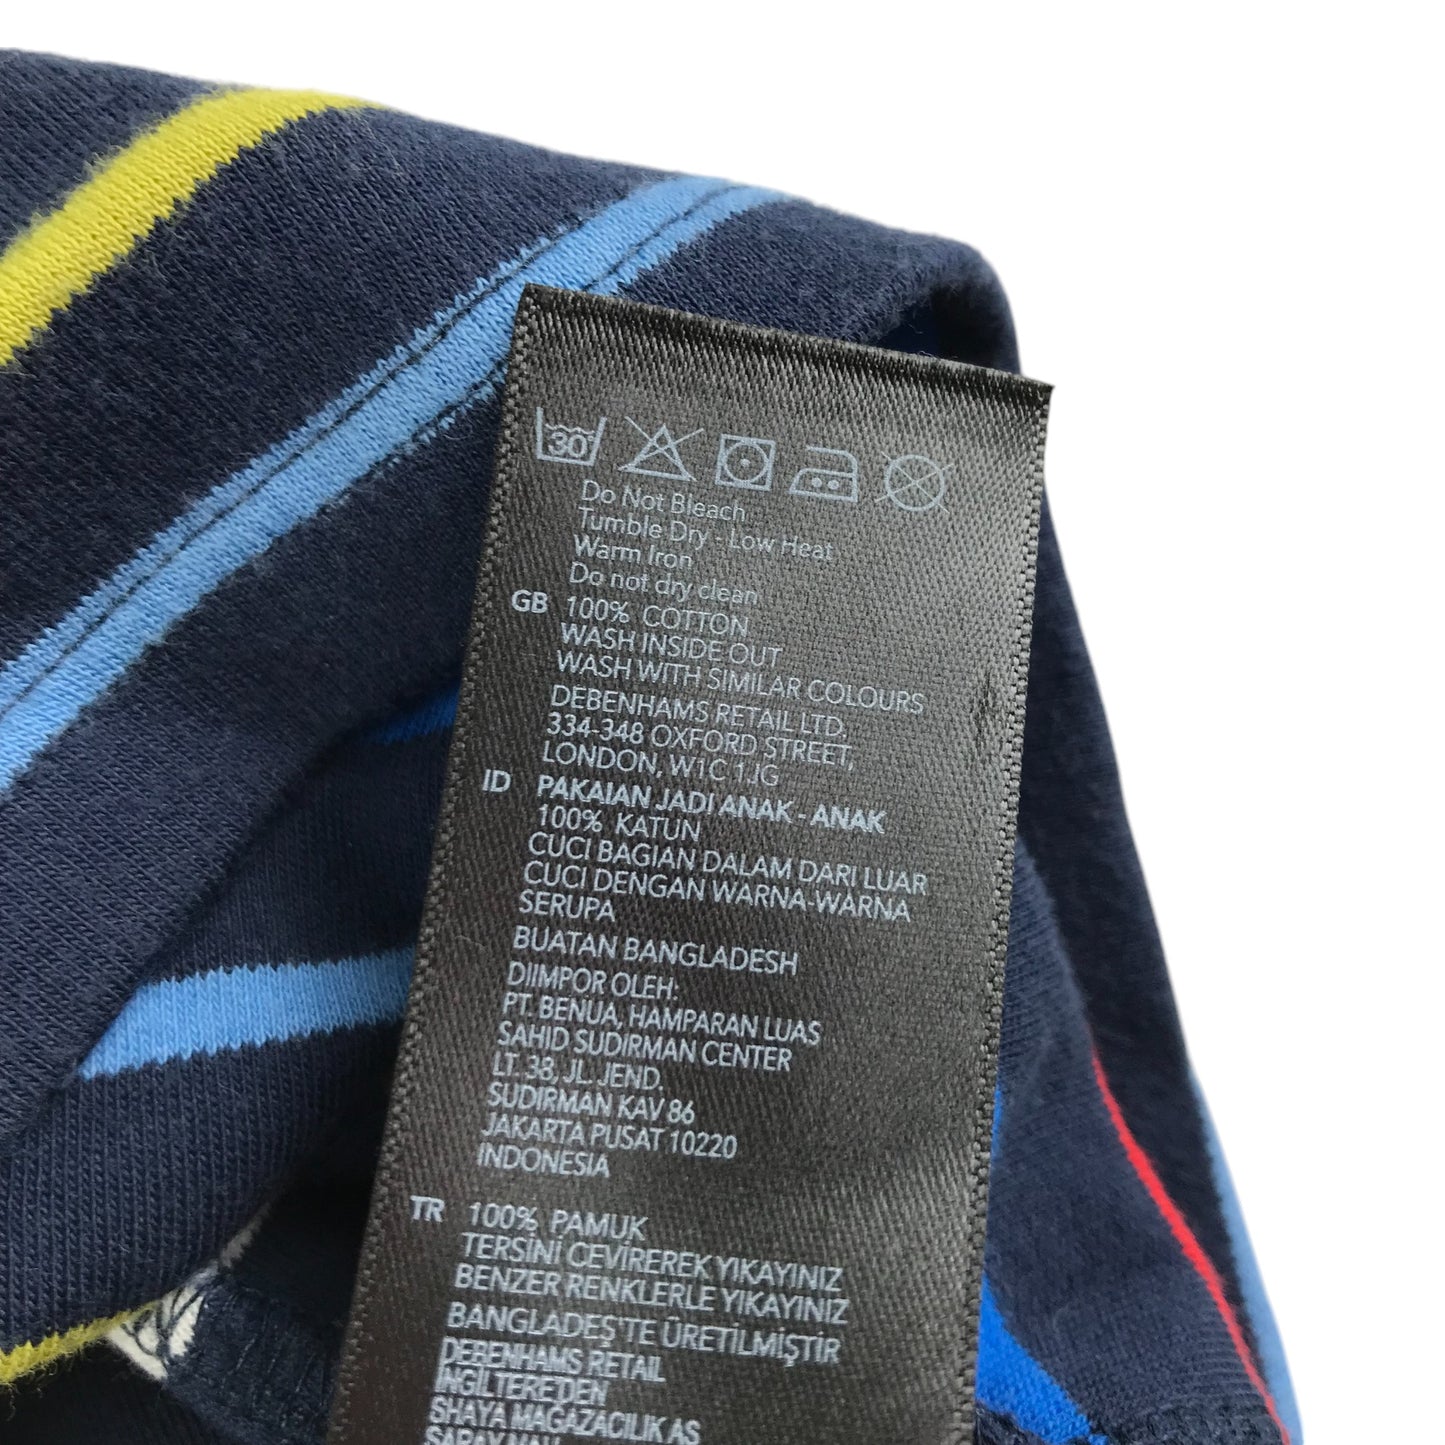 30
Do Not Bleach
Tumble Dry - Low Heat
Warm Iron
Do not dry clean
GB 100% COTTON
WASH INSIDE OUT
WASH WITH SIMILAR COLOURS
DEBENHAMS RETAIL LTD.
334-348 OXFORD STREET,
LONDON, W1C 1JG
ID PAKAIAN JADI ANAK - ANAK
100% KATUN
CUCI BAGIAN DALAM DARI LUAR
CUCI DENGAN WARNA-WARNA
SERUPA
BUATAN BANGLADESH
DIIMPOR OLEH:
PT. BENUA, HAMPARAN LUAS
SAHID SUDIRMAN CENTER
LT. 38, JL. JEND.
SUDIRMAN KAV 86
JAKARTA PUSAT 10220
INDONESIA
TR 100% PAMUK
TERSİNİ ÇEVİREREK YIKAYINIZ
BENZER RENKLERLE YIKAYINIZ
BANGLADEŞ'TE ÜRETİLMİŞTİR
DEBENHAMS RETAIL
İNGİLTERE'DEN
SHAYA MAĞAZACILIK AS